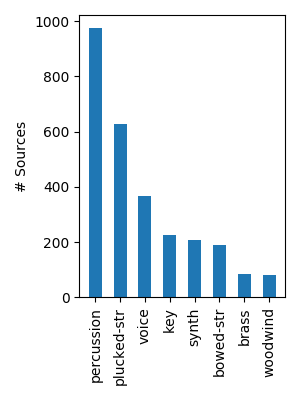 1000
800
600
400
200
0
# Sources
percussion
plucked-str
voice
key
synth
bowed-str
brass
woodwind